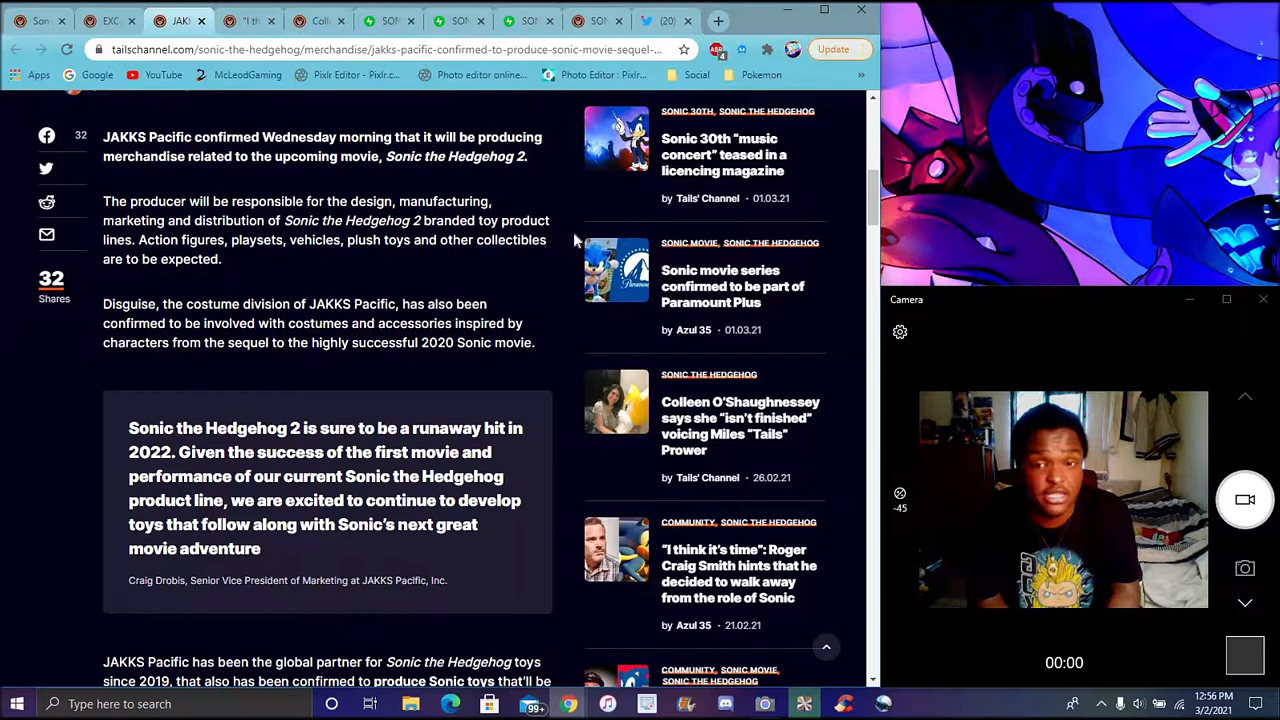 Son
EXC
JAKK
"I th
Colle
SON
SON
SON
SON
(20)
tailschannel.com/sonic-the-hedgehog/merchandise/jakks-pacific-confirmed-to-produce-sonic-movie-sequel-...
4
Update
Apps
Google
YouTube
McLeodGaming
Pixlr Editor - Pixlr.c...
Photo editor online...
Photo Editor : Pixlr...
Social
Pokemon
»
32
32
Shares
JAKKS Pacific confirmed Wednesday morning that it will be producing
merchandise related to the upcoming movie, Sonic the Hedgehog 2.
The producer will be responsible for the design, manufacturing,
marketing and distribution of Sonic the Hedgehog 2 branded toy product
lines. Action figures, playsets, vehicles, plush toys and other collectibles
are to be expected.
Disguise, the costume division of JAKKS Pacific, has also been
confirmed to be involved with costumes and accessories inspired by
characters from the sequel to the highly successful 2020 Sonic movie.
Sonic the Hedgehog 2 is sure to be a runaway hit in
2022. Given the success of the first movie and
performance of our current Sonic the Hedgehog
product line, we are excited to continue to develop
toys that follow along with Sonic's next great
movie adventure
Craig Drobis, Senior Vice President of Marketing at JAKKS Pacific, Inc.
JAKKS Pacific has been the global partner for Sonic the Hedgehog toys
since 2019, that also has been confirmed to produce Sonic toys that'll be
SONIC 30TH, SONIC THE HEDGEHOG
Sonic 30th "music
concert" teased in a
licencing magazine
by Tails' Channel · 01.03.21
SONIC MOVIE, SONIC THE HEDGEHOG
Sonic movie series
confirmed to be part of
Paramount Plus
by Azul 35 · 01.03.21
SONIC THE HEDGEHOG
Colleen O'Shaughnessy
says she "isn't finished"
voicing Miles "Tails"
Prower
by Tails' Channel · 26.02.21
COMMUNITY, SONIC THE HEDGEHOG
"I think it's time": Roger
Craig Smith hints that he
decided to walk away
from the role of Sonic
by Azul 35 · 21.02.21
COMMUNITY, SONIC MOVIE,
SONIC THE HEDGEHOG
Camera
-45
00:00
Type here to search
99+
12:56 PM
3/2/2021